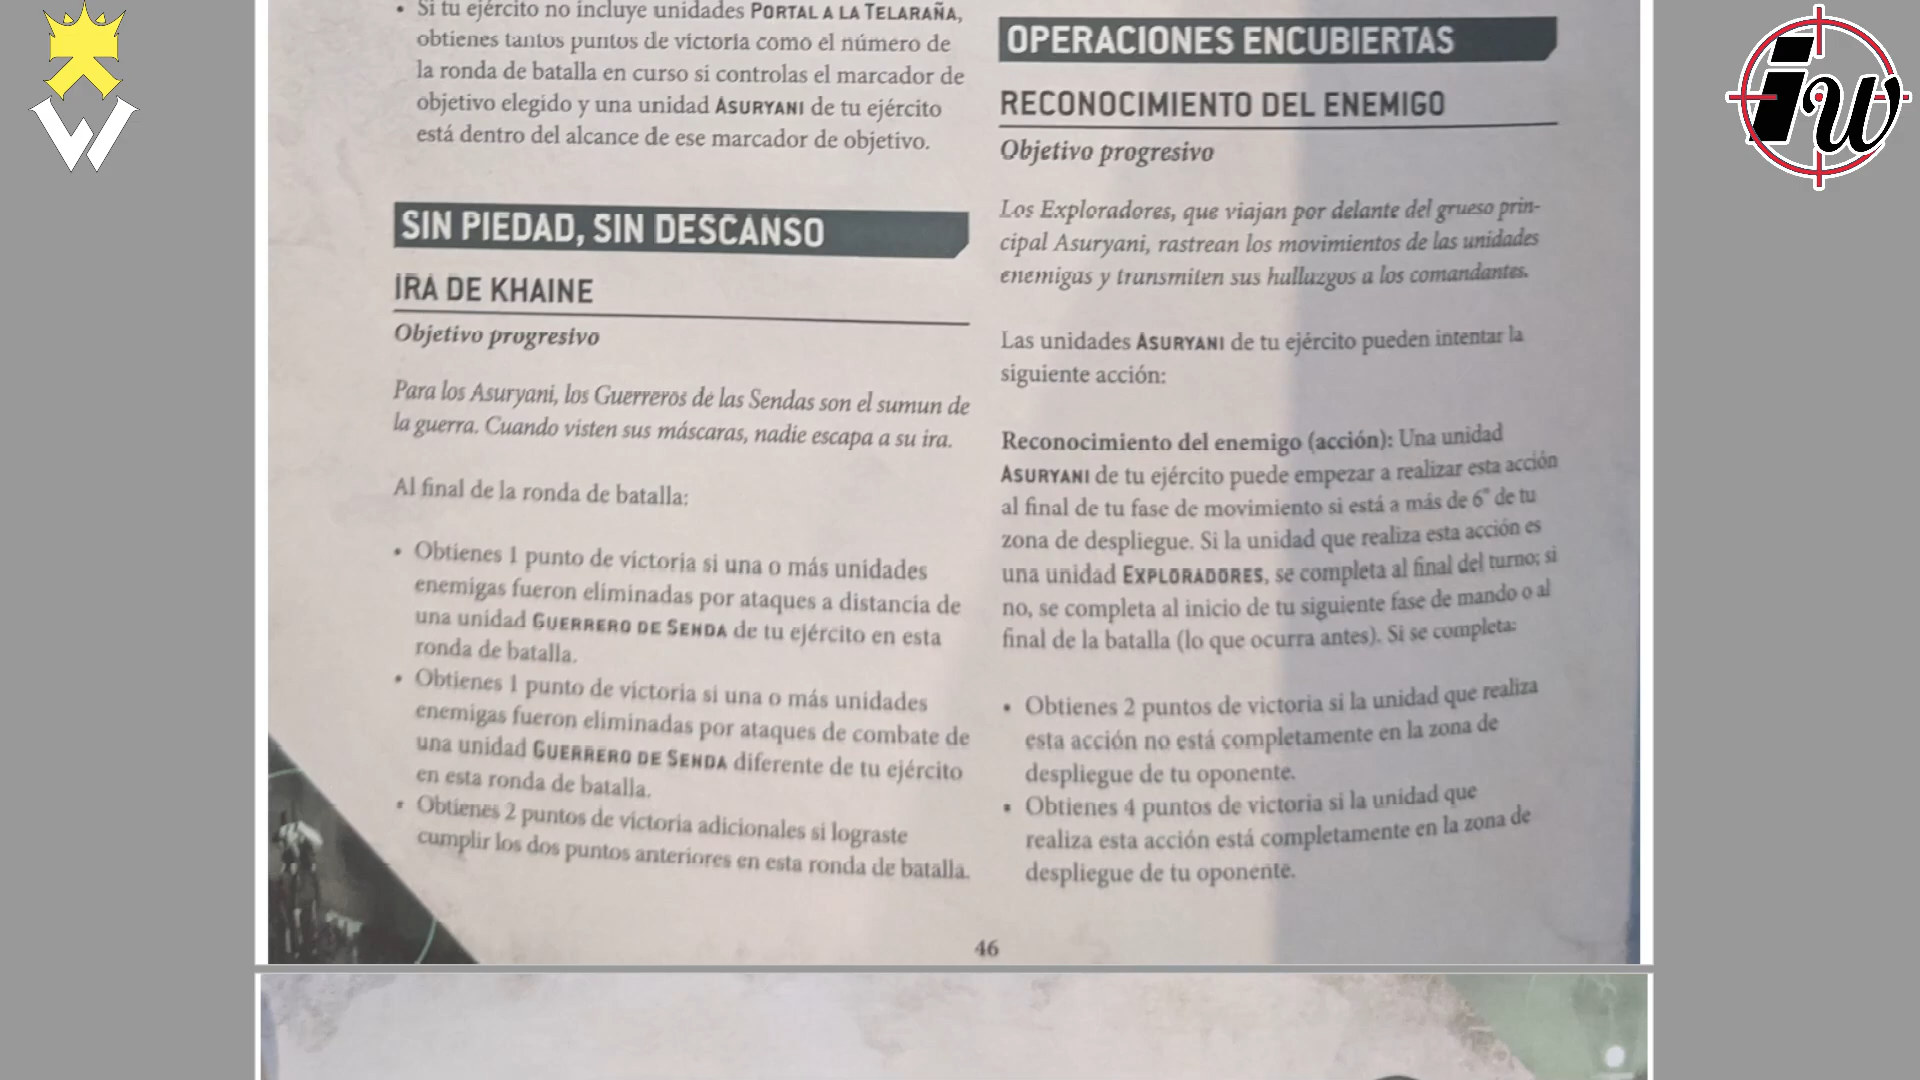 • Si tu ejército no incluye unidades PORTAL A LA TELARAÑA,
obtienes tantos puntos de victoria como el número de
la ronda de batalla en curso si controlas el marcador de
objetivo elegido y una unidad ASURYANI de tu ejército
está dentro del alcance de ese marcador de objetivo.
SIN PIEDAD, SIN DESCANSO
IRA DE KHAINE
Objetivo progresivo
Para los Asuryani, los Guerreros de las Sendas son el sumun de
la guerra. Cuando visten sus máscaras, nadie escapa a su ira.
Al final de la ronda de batalla:
• Obtienes 1 punto de victoria si una o más unidades
enemigas fueron eliminadas por ataques a distancia de
una unidad GUERRERO DE SENDA de tu ejército en esta
ronda de batalla.
• Obtienes 1 punto de victoria si una o más unidades
enemigas fueron eliminadas por ataques de combate de
una unidad GUERRERO DE SENDA diferente de tu ejército
en esta ronda de batalla.
• Obtienes 2 puntos de victoria adicionales si lograste
cumplir los dos puntos anteriores en esta ronda de batalla.
OPERACIONES ENCUBIERTAS
RECONOCIMIENTO DEL ENEMIGO
Objetivo progresivo
Los Exploradores, que viajan por delante del grueso prin-
cipal Asuryani, rastrean los movimientos de las unidades
enemigas y transmiten sus hallazgos a los comandantes.
Las unidades ASURYANI de tu ejército pueden intentar la
siguiente acción:
Reconocimiento del enemigo (acción): Una unidad
ASURYANI de tu ejército puede empezar a realizar esta acción
al final de tu fase de movimiento si está a más de 6" de tu
zona de despliegue. Si la unidad que realiza esta acción es
una unidad EXPLORADORES, se completa al final del turno; si
no, se completa al inicio de tu siguiente fase de mando o al
final de la batalla (lo que ocurra antes). Si se completa:
• Obtienes 2 puntos de victoria si la unidad que realiza
esta acción no está completamente en la zona de
despliegue de tu oponente.
• Obtienes 4 puntos de victoria si la unidad que
realiza esta acción está completamente en la zona de
despliegue de tu oponente.
46
iw